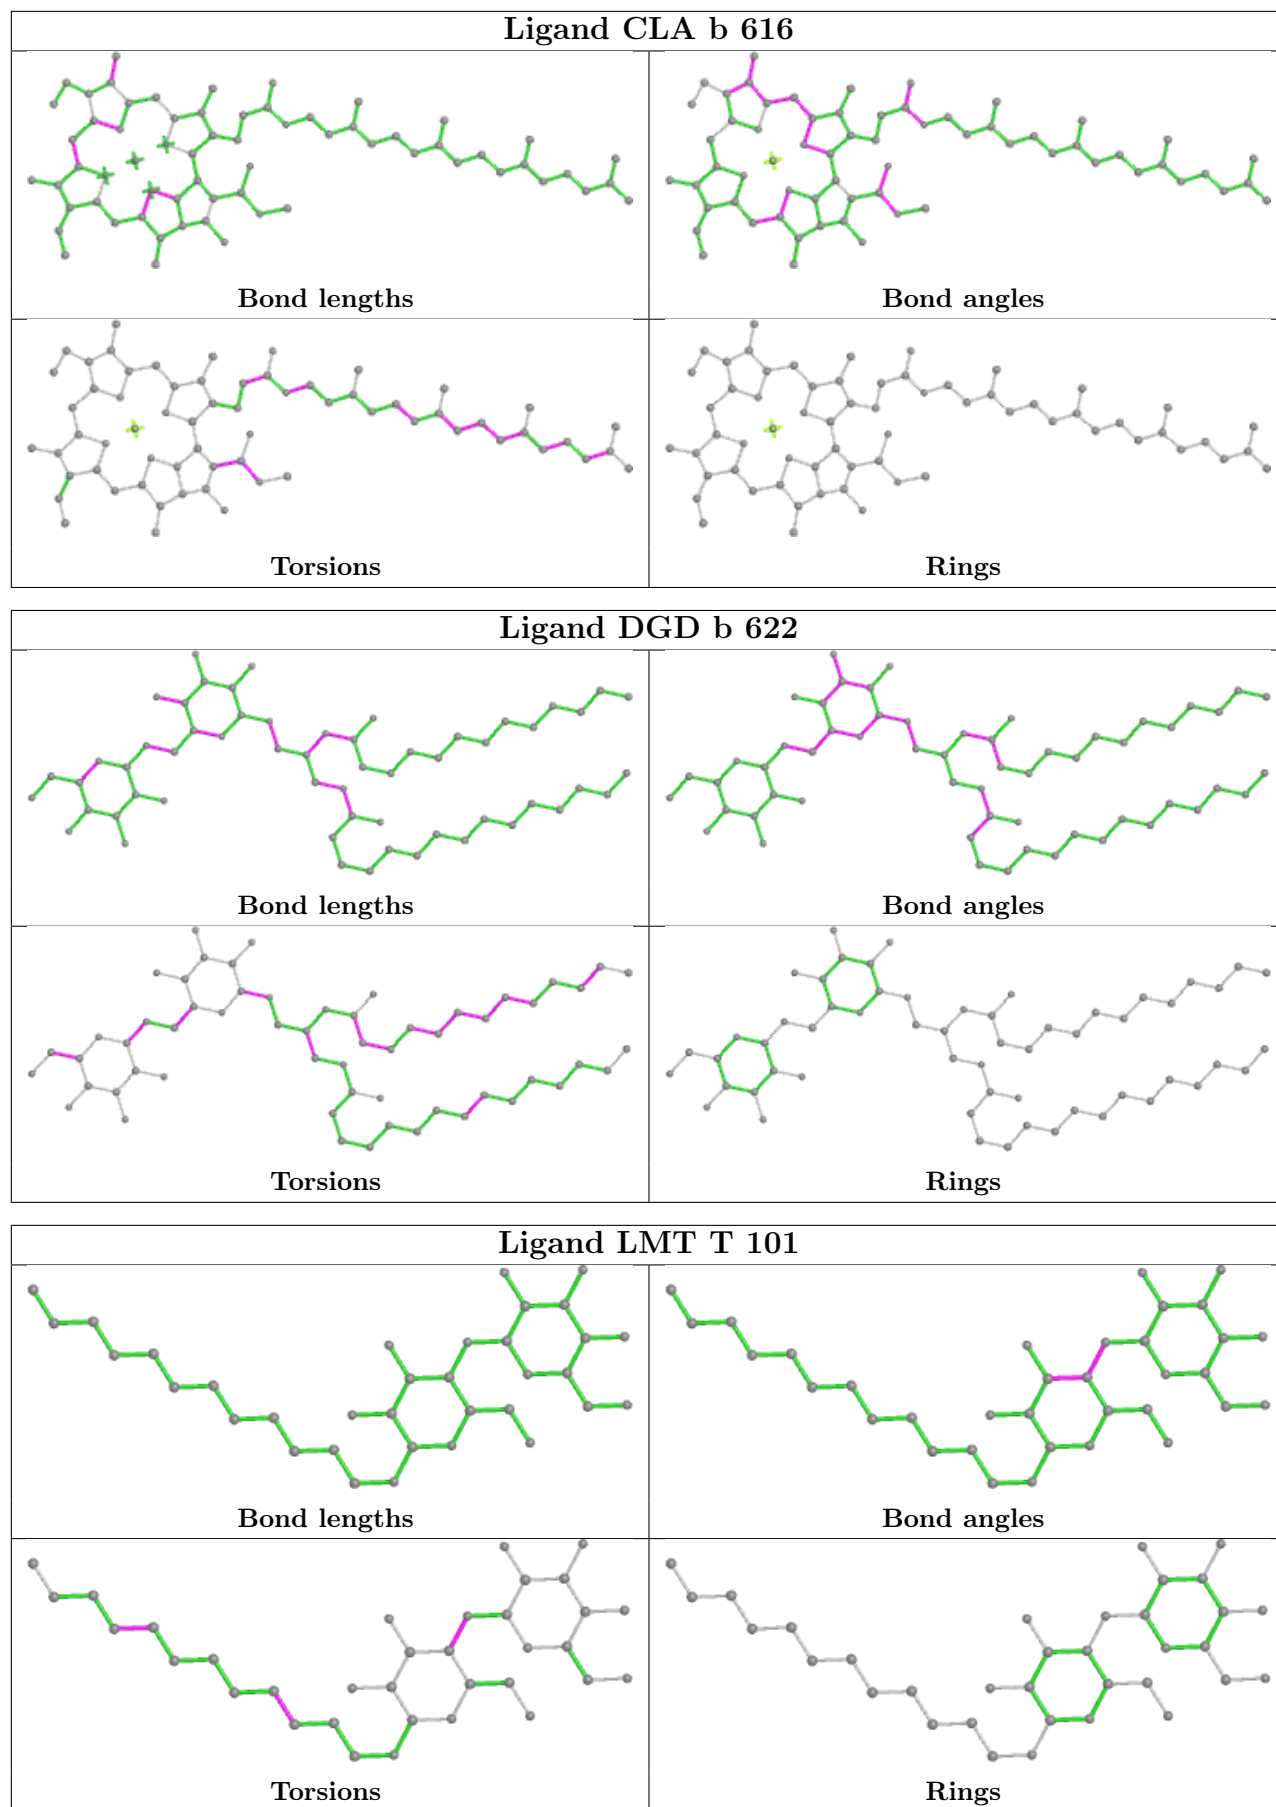 Ligand CLA b 616
Bond lengths
Bond angles
Torsions
Rings
Ligand DGD b 622
Bond lengths
Bond angles
Torsions
Rings
Ligand LMT T 101
Bond lengths
Bond angles
Torsions
Rings